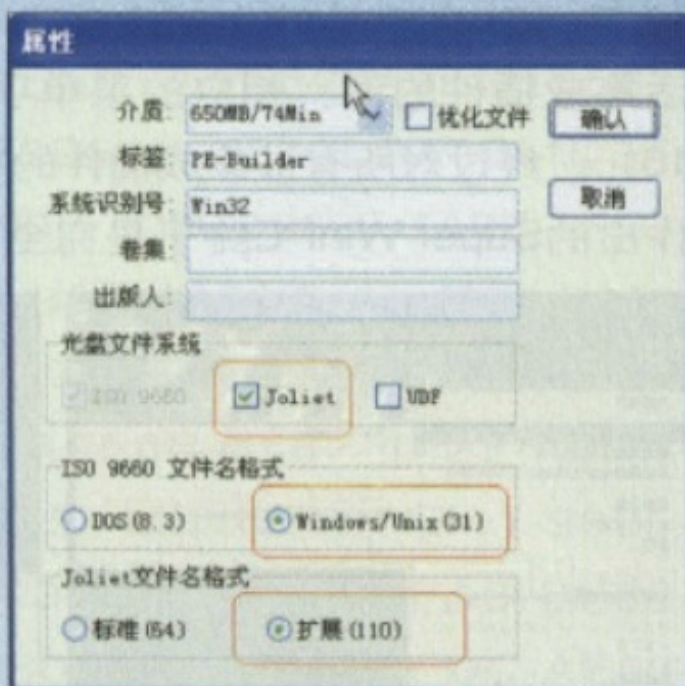 属性
介质: 650MB/74Min 优化文件 确认
标签: PE-Builder
系统识别号: Win32 取消
卷集:
出版人:
光盘文件系统
ISO 9660 Joliet UDF
ISO 9660 文件名格式
DOS(8.3) Windows/Unix(31)
Joliet文件名格式
标准(64) 扩展(110)